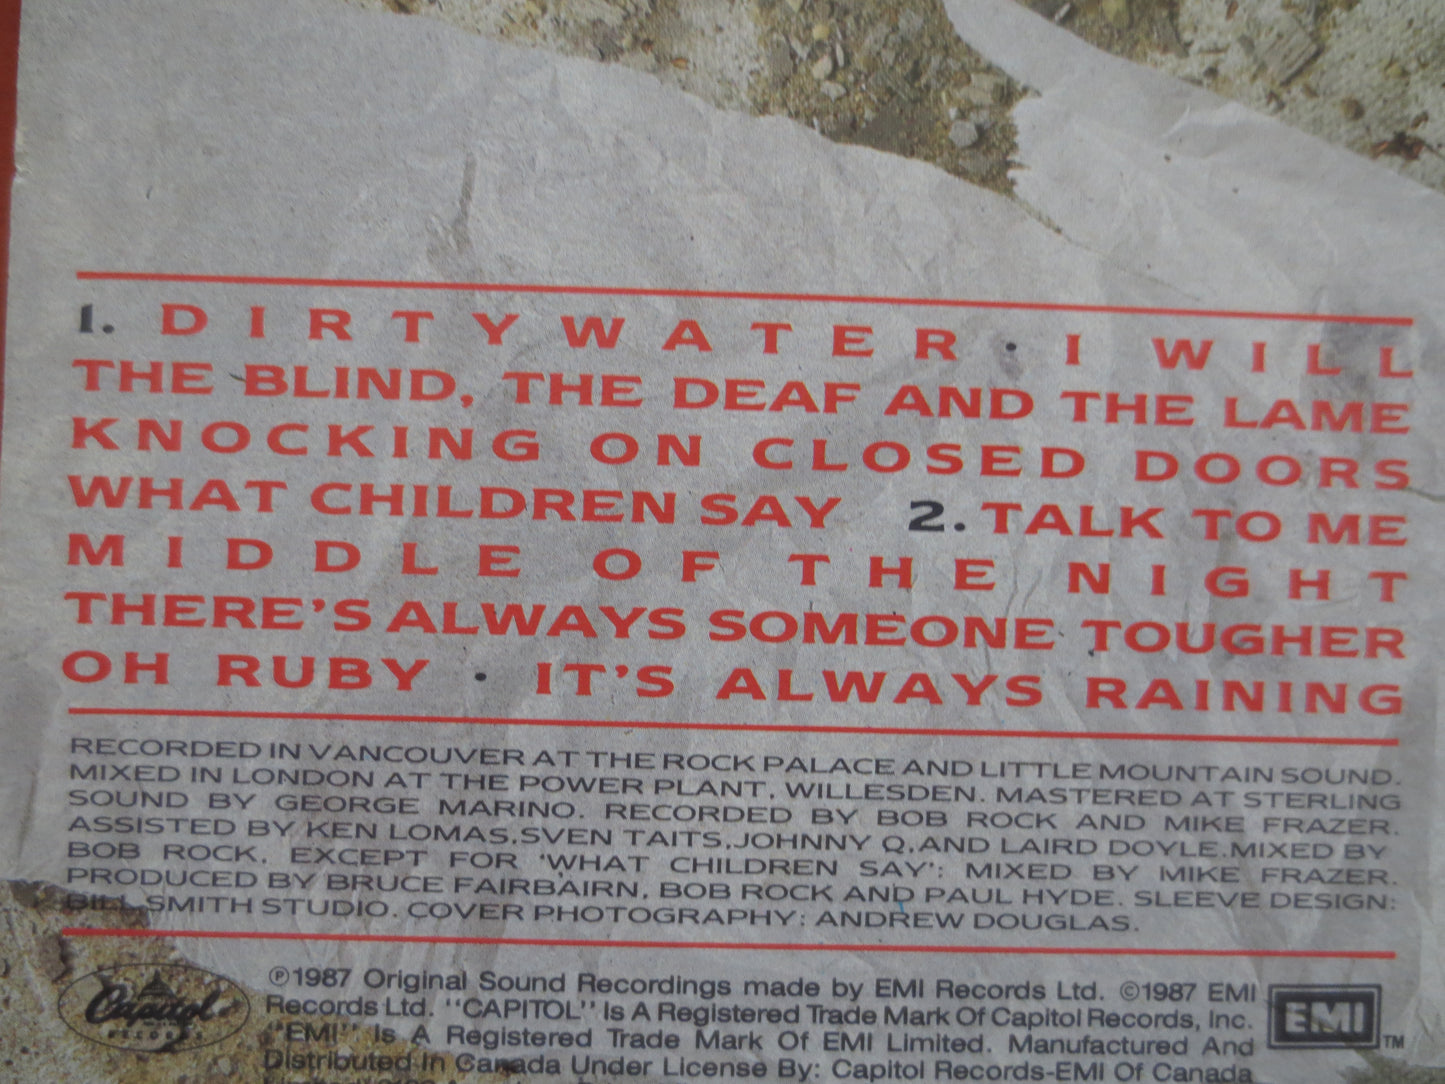 1. DIRTY WATER · I WILL
THE BLIND, THE DEAF AND THE LAME
KNOCKING ON CLOSED DOORS
WHAT CHILDREN SAY 2. TALK TO ME
MIDDLE OF THE NIGHT
THERE'S ALWAYS SOMEONE TOUGHER
OH RUBY · IT'S ALWAYS RAINING
RECORDED IN VANCOUVER AT THE ROCK PALACE AND LITTLE MOUNTAIN SOUND.
MIXED IN LONDON AT THE POWER PLANT, WILLESDEN. MASTERED AT STERLING
SOUND BY GEORGE MARINO. RECORDED BY BOB ROCK AND MIKE FRAZER.
ASSISTED BY KEN LOMAS, SVEN TAITS, JOHNNY Q, AND LAIRD DOYLE. MIXED BY
BOB ROCK, EXCEPT FOR 'WHAT CHILDREN SAY': MIXED BY MIKE FRAZER.
PRODUCED BY BRUCE FAIRBAIRN, BOB ROCK AND PAUL HYDE. SLEEVE DESIGN:
BILL SMITH STUDIO. COVER PHOTOGRAPHY: ANDREW DOUGLAS.
Capitol
RECORDS
℗1987 Original Sound Recordings made by EMI Records Ltd. ©1987 EMI
Records Ltd. "CAPITOL" Is A Registered Trade Mark Of Capitol Records, Inc.
"EMI" Is A Registered Trade Mark Of EMI Limited. Manufactured And
Distributed In Canada Under License By: Capitol Records-EMI Of Canada
EMI TM